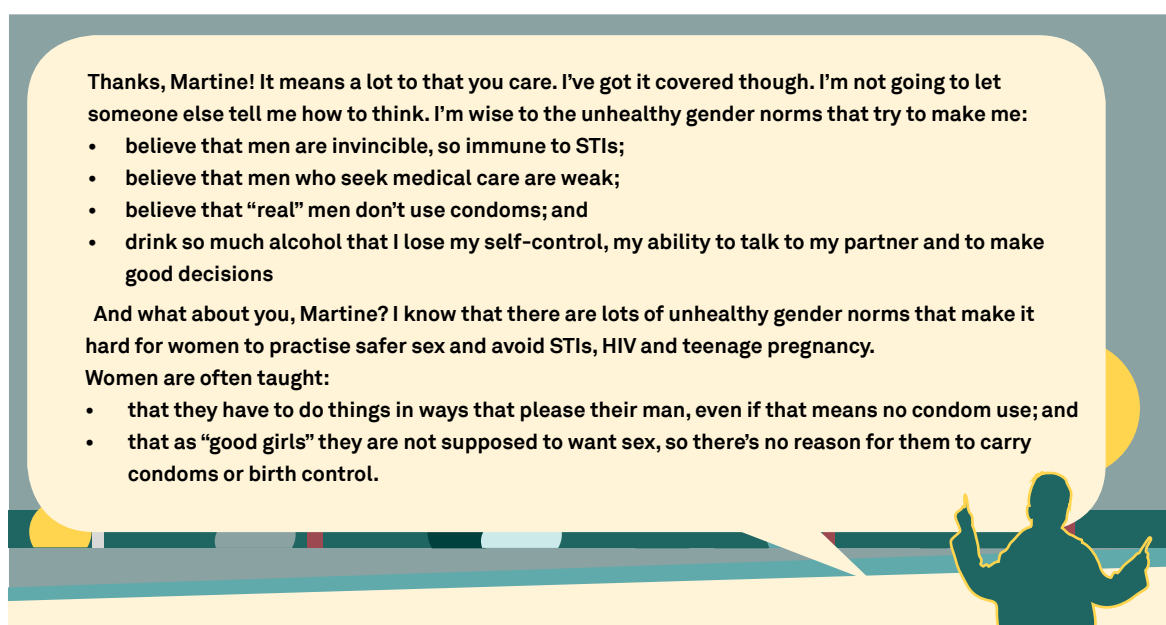 Thanks, Martine! It means a lot to that you care. I’ve got it covered though. I’m not going to let
someone else tell me how to think. I’m wise to the unhealthy gender norms that try to make me:
• believe that men are invincible, so immune to STIs;
• believe that men who seek medical care are weak;
• believe that “real” men don’t use condoms; and
• drink so much alcohol that I lose my self-control, my ability to talk to my partner and to make
good decisions
And what about you, Martine? I know that there are lots of unhealthy gender norms that make it
hard for women to practise safer sex and avoid STIs, HIV and teenage pregnancy.
Women are often taught:
• that they have to do things in ways that please their man, even if that means no condom use; and
• that as “good girls” they are not supposed to want sex, so there’s no reason for them to carry
condoms or birth control.